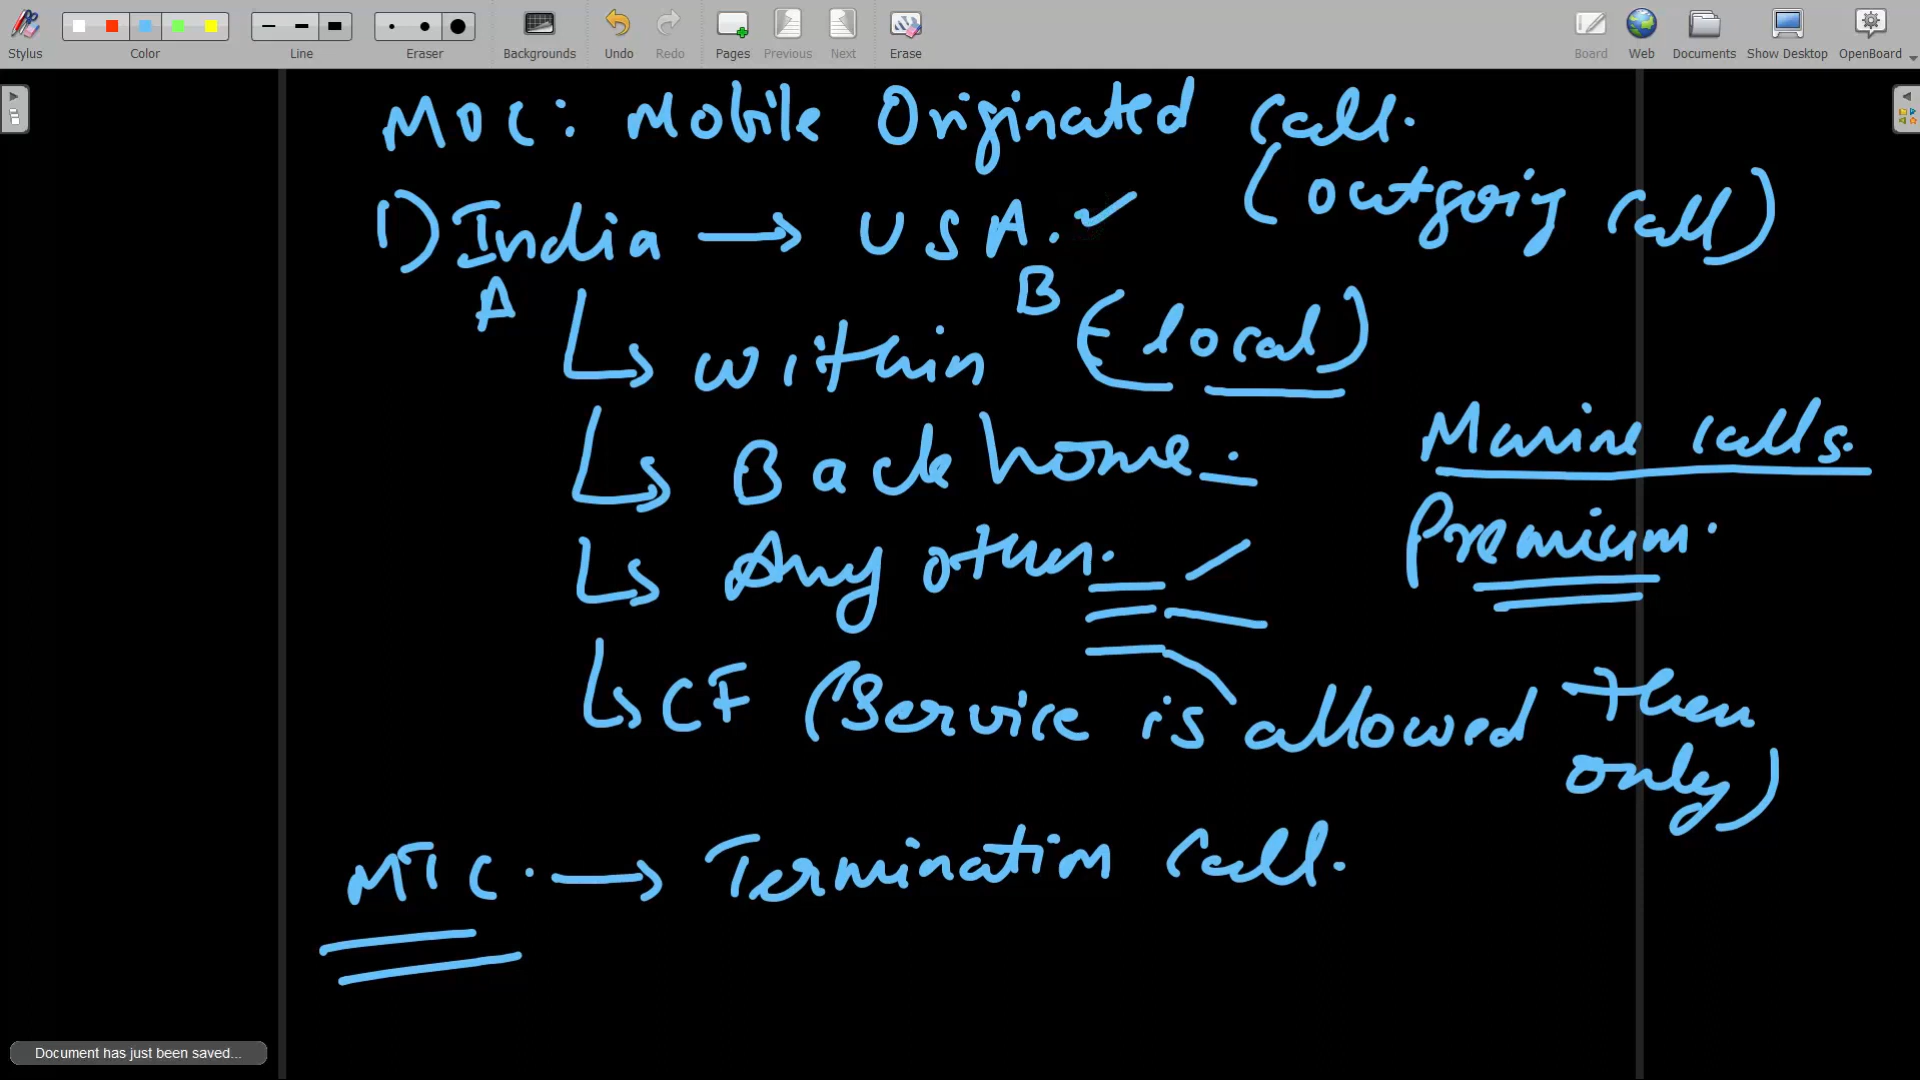 Stylus
Color
Line
Eraser
Backgrounds
Undo
Redo
Pages
Previous
Next
Erase
Board
Web
Documents
Show Desktop
OpenBoard
MOC: Mobile Originated Call.
(Outgoing Call)
1) India → USA. ✓
A
B
↳ within (local)
↳ Back home.
Marine Calls.
Premium.
↳ Any other.
↳ CF (Service is allowed then
only)
MTC. → Termination Call.
Document has just been saved...